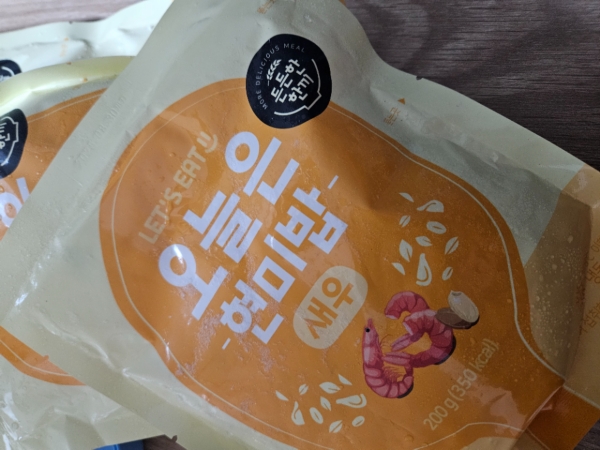 MORE DELICIOUS MEAL
든든
한끼
LET'S EAT
오늘은
현미밥
새우
200 g (350 kcal)